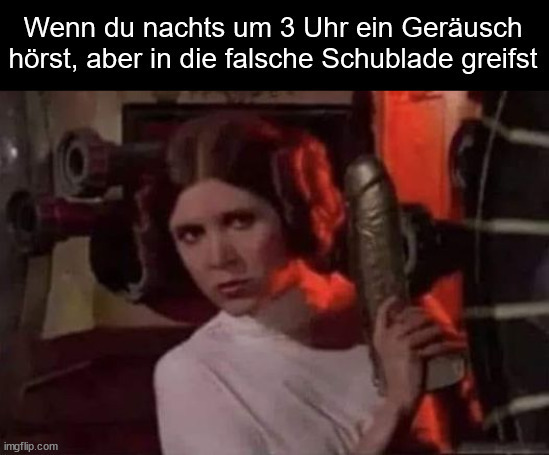 Wenn du nachts um 3 Uhr ein Geräusch
hörst, aber in die falsche Schublade greifst
imgflip.com